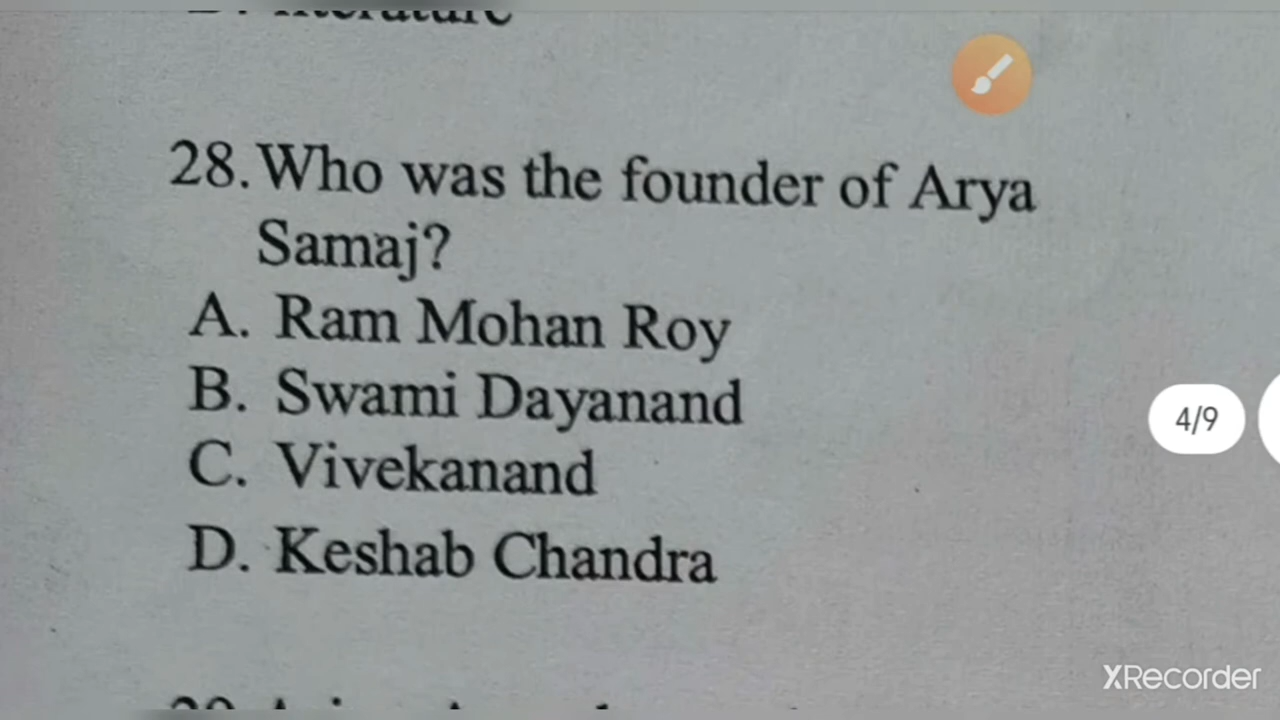 28. Who was the founder of Arya
Samaj?
A. Ram Mohan Roy
B. Swami Dayanand
C. Vivekanand
D. Keshab Chandra
4/9
XRecorder